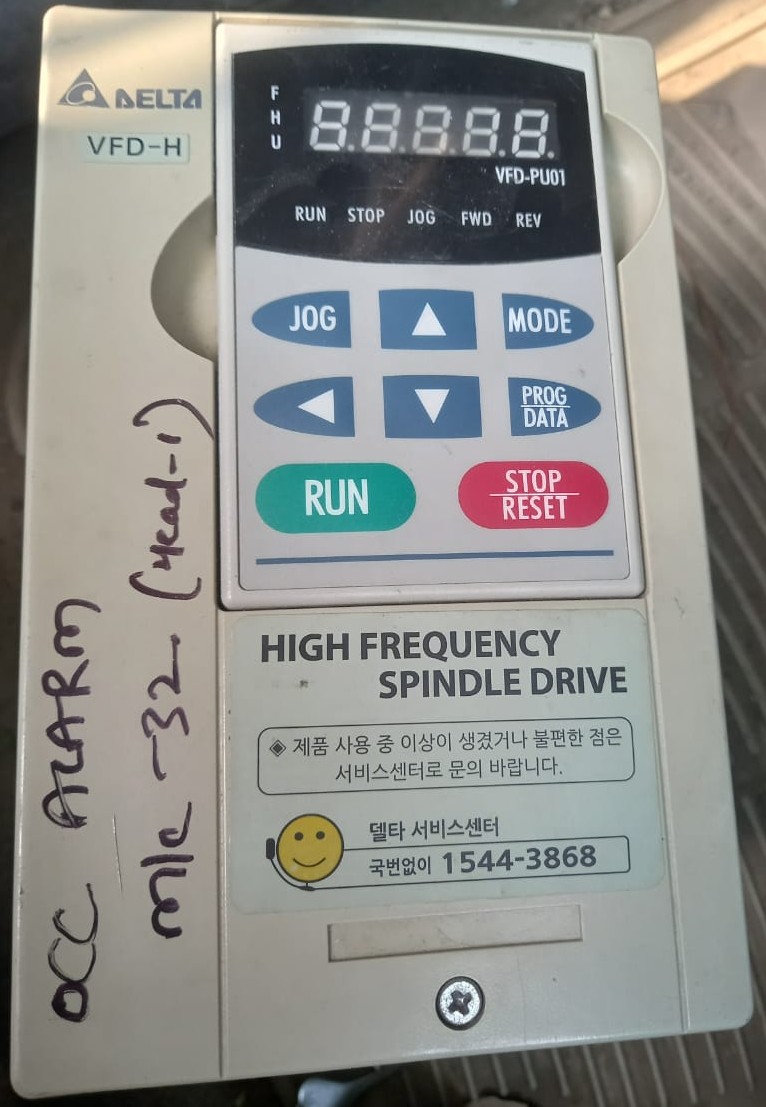 DELTA
VFD-H
F
H
U
8.8.8.8.8.
VFD-PU01
RUN STOP JOG FWD REV
JOG
MODE
PROG
DATA
RUN
STOP
RESET
HIGH FREQUENCY
SPINDLE DRIVE
◈ 제품 사용 중 이상이 생겼거나 불편한 점은
서비스센터로 문의 바랍니다.
델타 서비스센터
국번없이 1544-3868
OCC ALARM
M/c -32 (Head-1)